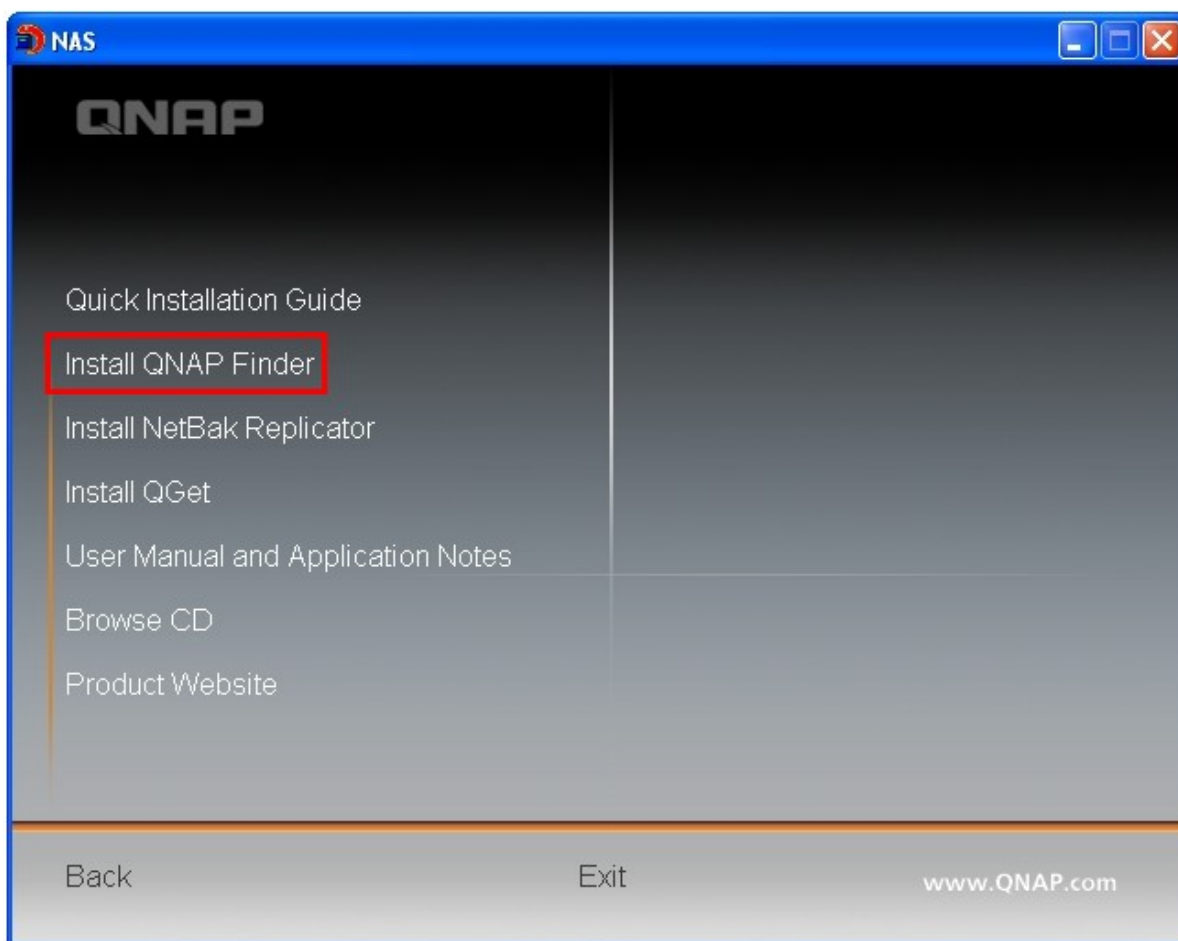 NAS
QNAP
Quick Installation Guide
Install QNAP Finder
Install NetBak Replicator
Install QGet
User Manual and Application Notes
Browse CD
Product Website
Back
Exit
www.QNAP.com